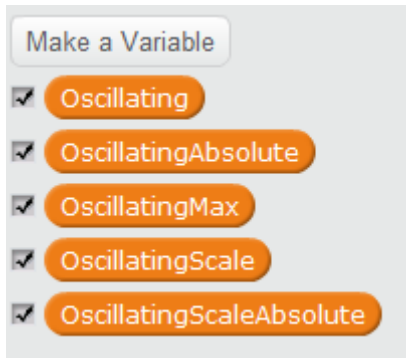 Make a Variable
Oscillating
OscillatingAbsolute
OscillatingMax
OscillatingScale
OscillatingScaleAbsolute